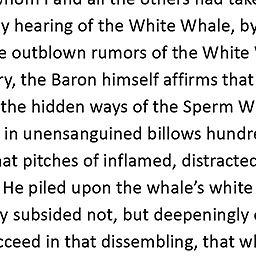 whom I and all the others had take
y hearing of the White Whale, by
e outblown rumors of the White
ry, the Baron himself affirms that
the hidden ways of the Sperm W
in unensanguined billows hundre
at pitches of inflamed, distracted
He piled upon the whale's white
y subsided not, but deepeningly
cceed in that dissembling, that wh